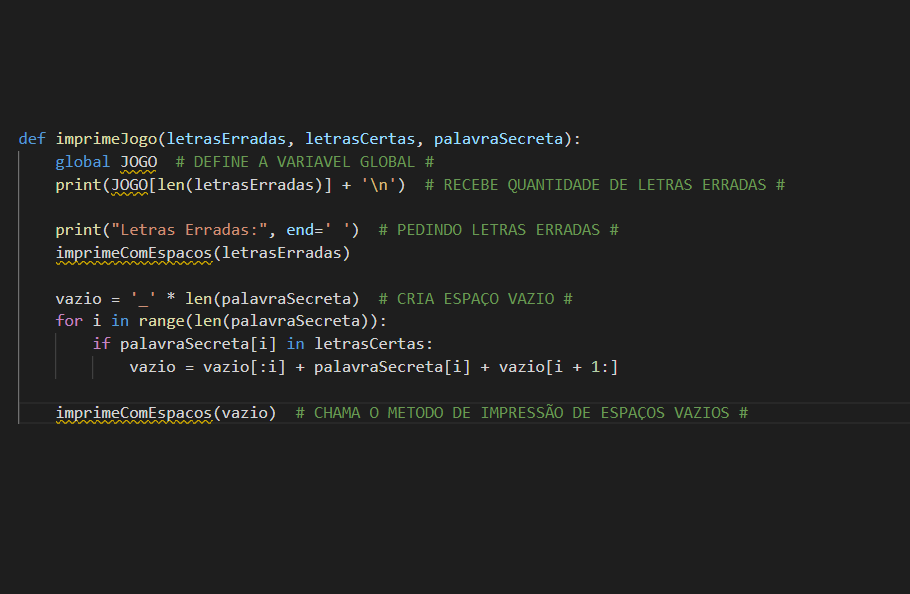 def imprimeJogo(letrasErradas, letrasCertas, palavraSecreta):
    global JOGO  # DEFINE A VARIAVEL GLOBAL #
    print(JOGO[len(letrasErradas)] + '\n')  # RECEBE QUANTIDADE DE LETRAS ERRADAS #
    print("Letras Erradas:", end=' ')  # PEDINDO LETRAS ERRADAS #
    imprimeComEspacos(letrasErradas)
    vazio = '_' * len(palavraSecreta)  # CRIA ESPAÇO VAZIO #
    for i in range(len(palavraSecreta)):
        if palavraSecreta[i] in letrasCertas:
            vazio = vazio[:i] + palavraSecreta[i] + vazio[i + 1:]
    imprimeComEspacos(vazio)  # CHAMA O METODO DE IMPRESSÃO DE ESPAÇOS VAZIOS #